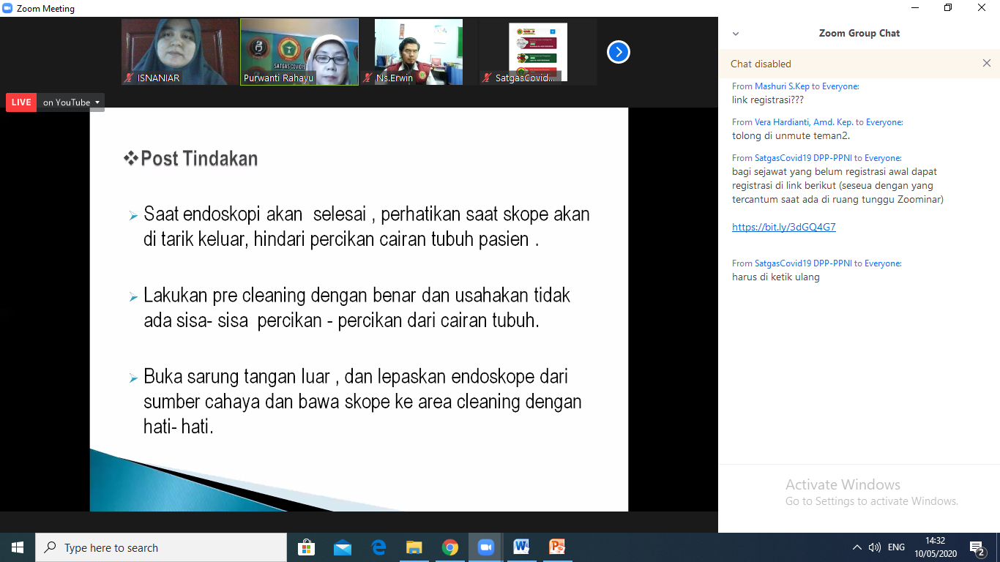 Zoom Meeting
SATGAS COVID19
ISNANIAR
Purwanti Rahayu
Ns.Erwin
SatgasCovid...
LIVE on YouTube
❖Post Tindakan
➢ Saat endoskopi akan  selesai , perhatikan saat skope akan
di tarik keluar, hindari percikan cairan tubuh pasien .
➢ Lakukan pre cleaning dengan benar dan usahakan tidak
ada sisa- sisa  percikan - percikan dari cairan tubuh.
➢ Buka sarung tangan luar , dan lepaskan endoskope dari
sumber cahaya dan bawa skope ke area cleaning dengan
hati- hati.
Zoom Group Chat
Chat disabled
From Mashuri S.Kep to Everyone:
link registrasi???
From Vera Hardianti, Amd. Kep. to Everyone:
tolong di unmute teman2.
From SatgasCovid19 DPP-PPNI to Everyone:
bagi sejawat yang belum registrasi awal dapat
registrasi di link berikut (seseua dengan yang
tercantum saat ada di ruang tunggu Zoominar)
https://bit.ly/3dGQ4G7
From SatgasCovid19 DPP-PPNI to Everyone:
harus di ketik ulang
Activate Windows
Go to Settings to activate Windows.
Type here to search
ENG
14:32
10/05/2020
2